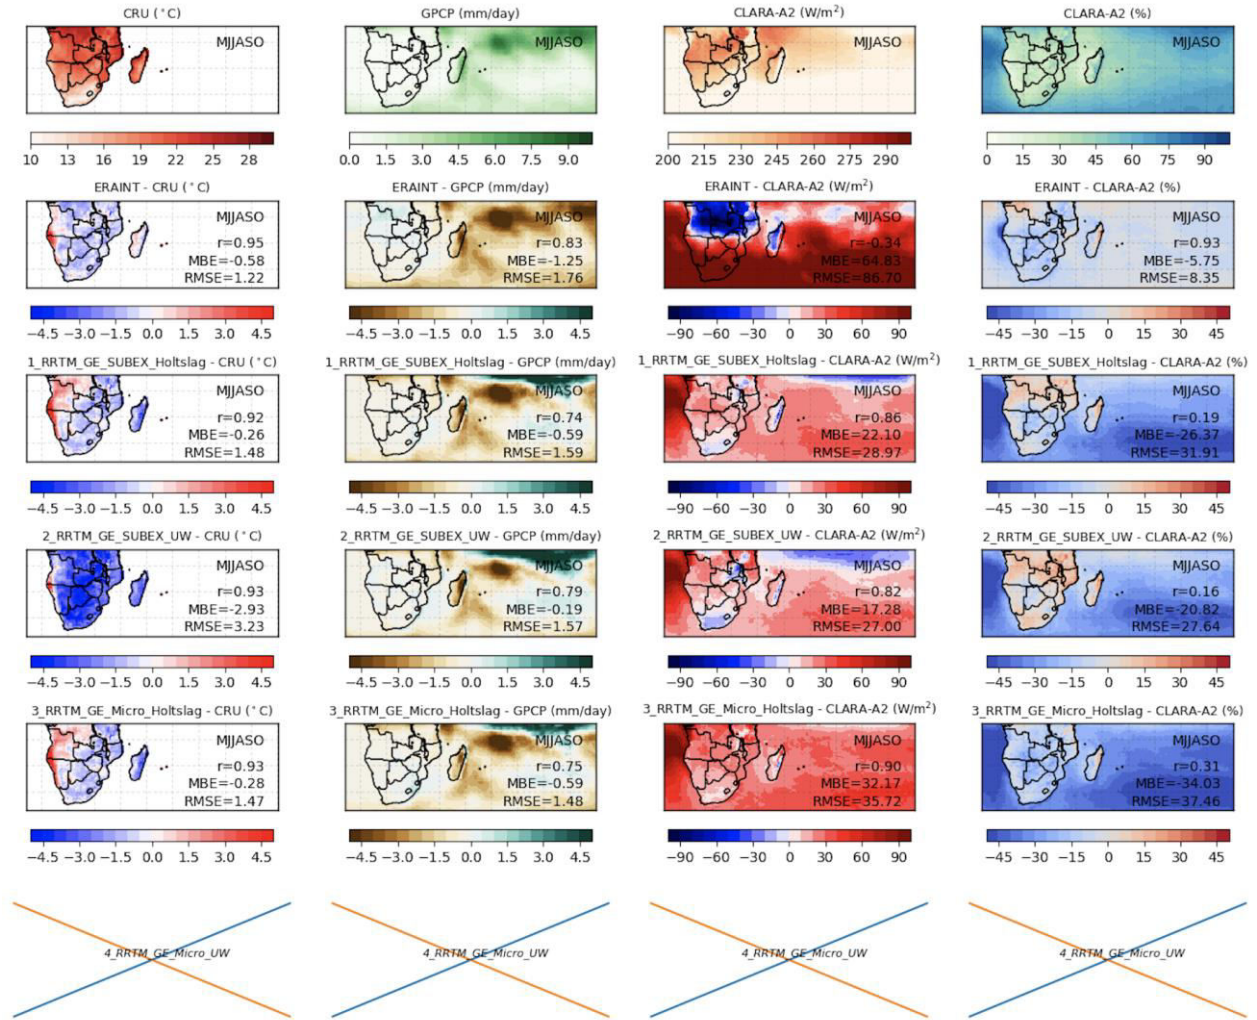 CRU (°C)
GPCP (mm/day)
CLARA-A2 (W/m²)
CLARA-A2 (%)
MJJASO
MJJASO
MJJASO
MJJASO
10 13 16 19 22 25 28
0.0 1.5 3.0 4.5 6.0 7.5 9.0
200 215 230 245 260 275 290
0 15 30 45 60 75 90
ERAINT - CRU (°C)
ERAINT - GPCP (mm/day)
ERAINT - CLARA-A2 (W/m²)
ERAINT - CLARA-A2 (%)
MJJASO
r=0.95
MBE=-0.58
RMSE=1.22
MJJASO
r=0.83
MBE=-1.25
RMSE=1.76
MJJASO
r=-0.34
MBE=64.83
RMSE=86.70
MJJASO
r=0.93
MBE=-5.75
RMSE=8.35
−4.5 −3.0 −1.5 0.0 1.5 3.0 4.5
−4.5 −3.0 −1.5 0.0 1.5 3.0 4.5
−90 −60 −30 0 30 60 90
−45 −30 −15 0 15 30 45
1_RRTM_GE_SUBEX_Holtslag - CRU (°C)
1_RRTM_GE_SUBEX_Holtslag - GPCP (mm/day)
1_RRTM_GE_SUBEX_Holtslag - CLARA-A2 (W/m²)
1_RRTM_GE_SUBEX_Holtslag - CLARA-A2 (%)
MJJASO
r=0.92
MBE=-0.26
RMSE=1.48
MJJASO
r=0.74
MBE=-0.59
RMSE=1.59
MJJASO
r=0.86
MBE=22.10
RMSE=28.97
MJJASO
r=0.19
MBE=-26.37
RMSE=31.91
−4.5 −3.0 −1.5 0.0 1.5 3.0 4.5
−4.5 −3.0 −1.5 0.0 1.5 3.0 4.5
−90 −60 −30 0 30 60 90
−45 −30 −15 0 15 30 45
2_RRTM_GE_SUBEX_UW - CRU (°C)
2_RRTM_GE_SUBEX_UW - GPCP (mm/day)
2_RRTM_GE_SUBEX_UW - CLARA-A2 (W/m²)
2_RRTM_GE_SUBEX_UW - CLARA-A2 (%)
MJJASO
r=0.93
MBE=-2.93
RMSE=3.23
MJJASO
r=0.79
MBE=-0.19
RMSE=1.57
MJJASO
r=0.82
MBE=17.28
RMSE=27.00
MJJASO
r=0.16
MBE=-20.82
RMSE=27.64
−4.5 −3.0 −1.5 0.0 1.5 3.0 4.5
−4.5 −3.0 −1.5 0.0 1.5 3.0 4.5
−90 −60 −30 0 30 60 90
−45 −30 −15 0 15 30 45
3_RRTM_GE_Micro_Holtslag - CRU (°C)
3_RRTM_GE_Micro_Holtslag - GPCP (mm/day)
3_RRTM_GE_Micro_Holtslag - CLARA-A2 (W/m²)
3_RRTM_GE_Micro_Holtslag - CLARA-A2 (%)
MJJASO
r=0.93
MBE=-0.28
RMSE=1.47
MJJASO
r=0.75
MBE=-0.59
RMSE=1.48
MJJASO
r=0.90
MBE=32.17
RMSE=35.72
MJJASO
r=0.31
MBE=-34.03
RMSE=37.46
−4.5 −3.0 −1.5 0.0 1.5 3.0 4.5
−4.5 −3.0 −1.5 0.0 1.5 3.0 4.5
−90 −60 −30 0 30 60 90
−45 −30 −15 0 15 30 45
4_RRTM_GE_Micro_UW
4_RRTM_GE_Micro_UW
4_RRTM_GE_Micro_UW
4_RRTM_GE_Micro_UW